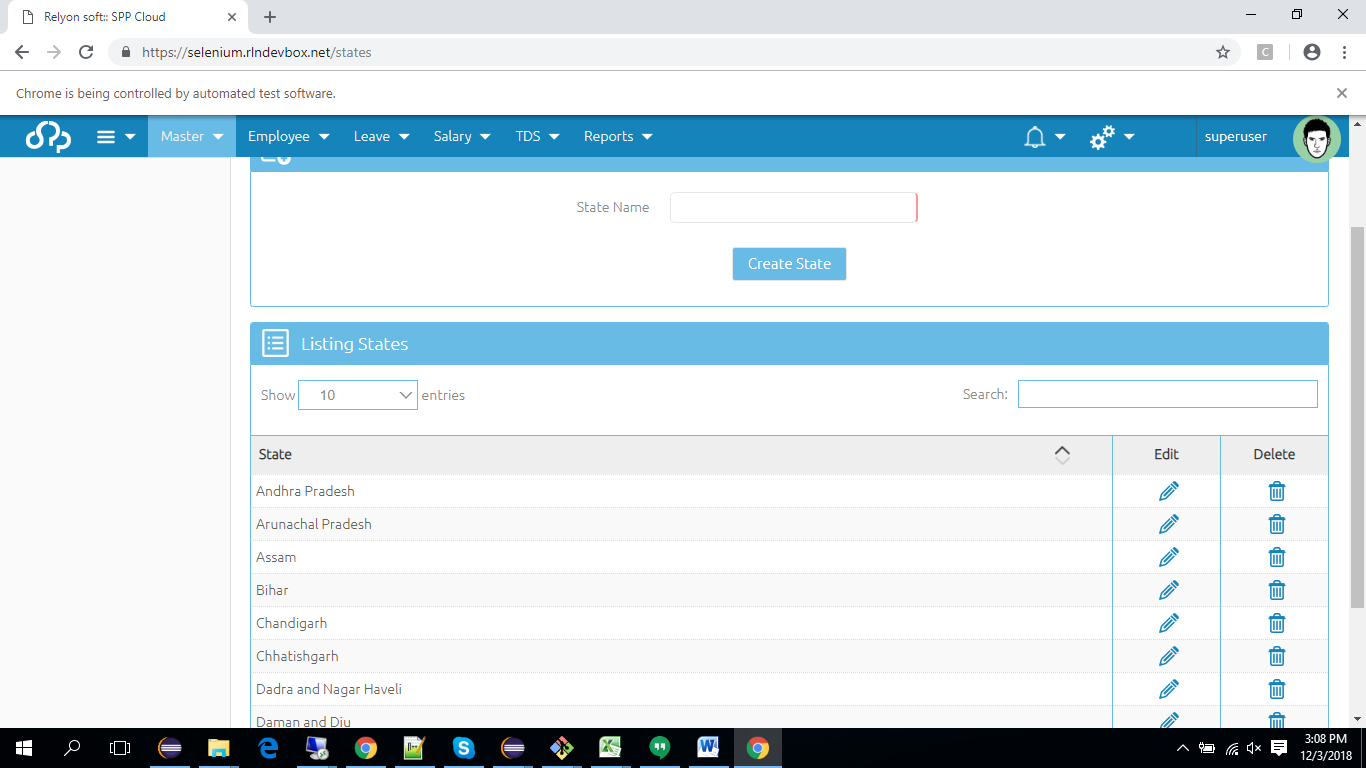 Relyon soft:: SPP Cloud
https://selenium.rlndevbox.net/states
C
Chrome is being controlled by automated test software.
Master Employee Leave Salary TDS Reports superuser
State Name
Create State
Listing States
Show 10 entries Search:
State Edit Delete
Andhra Pradesh
Arunachal Pradesh
Assam
Bihar
Chandigarh
Chhatishgarh
Dadra and Nagar Haveli
Daman and Diu
3:08 PM
12/3/2018